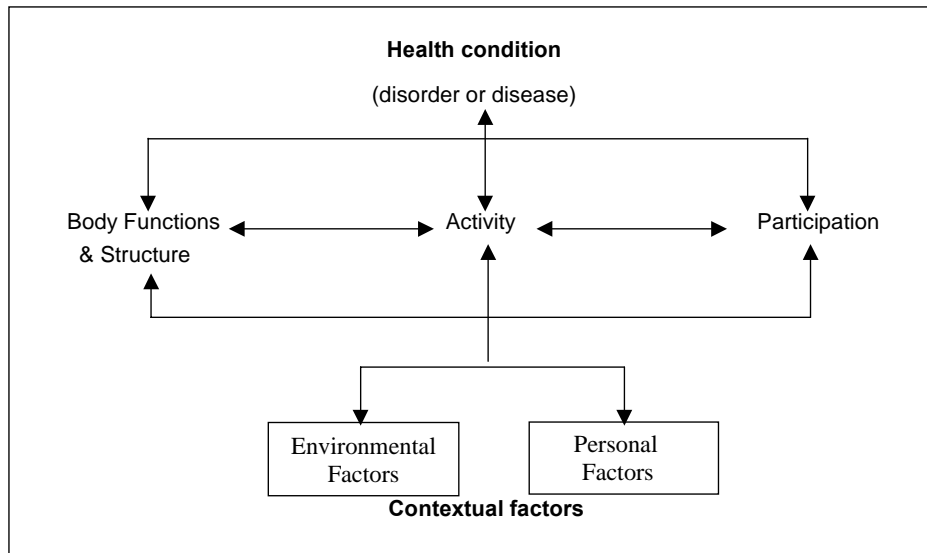 Health condition
(disorder or disease)
Body Functions
& Structure
Activity
Participation
Environmental
Factors
Personal
Factors
Contextual factors